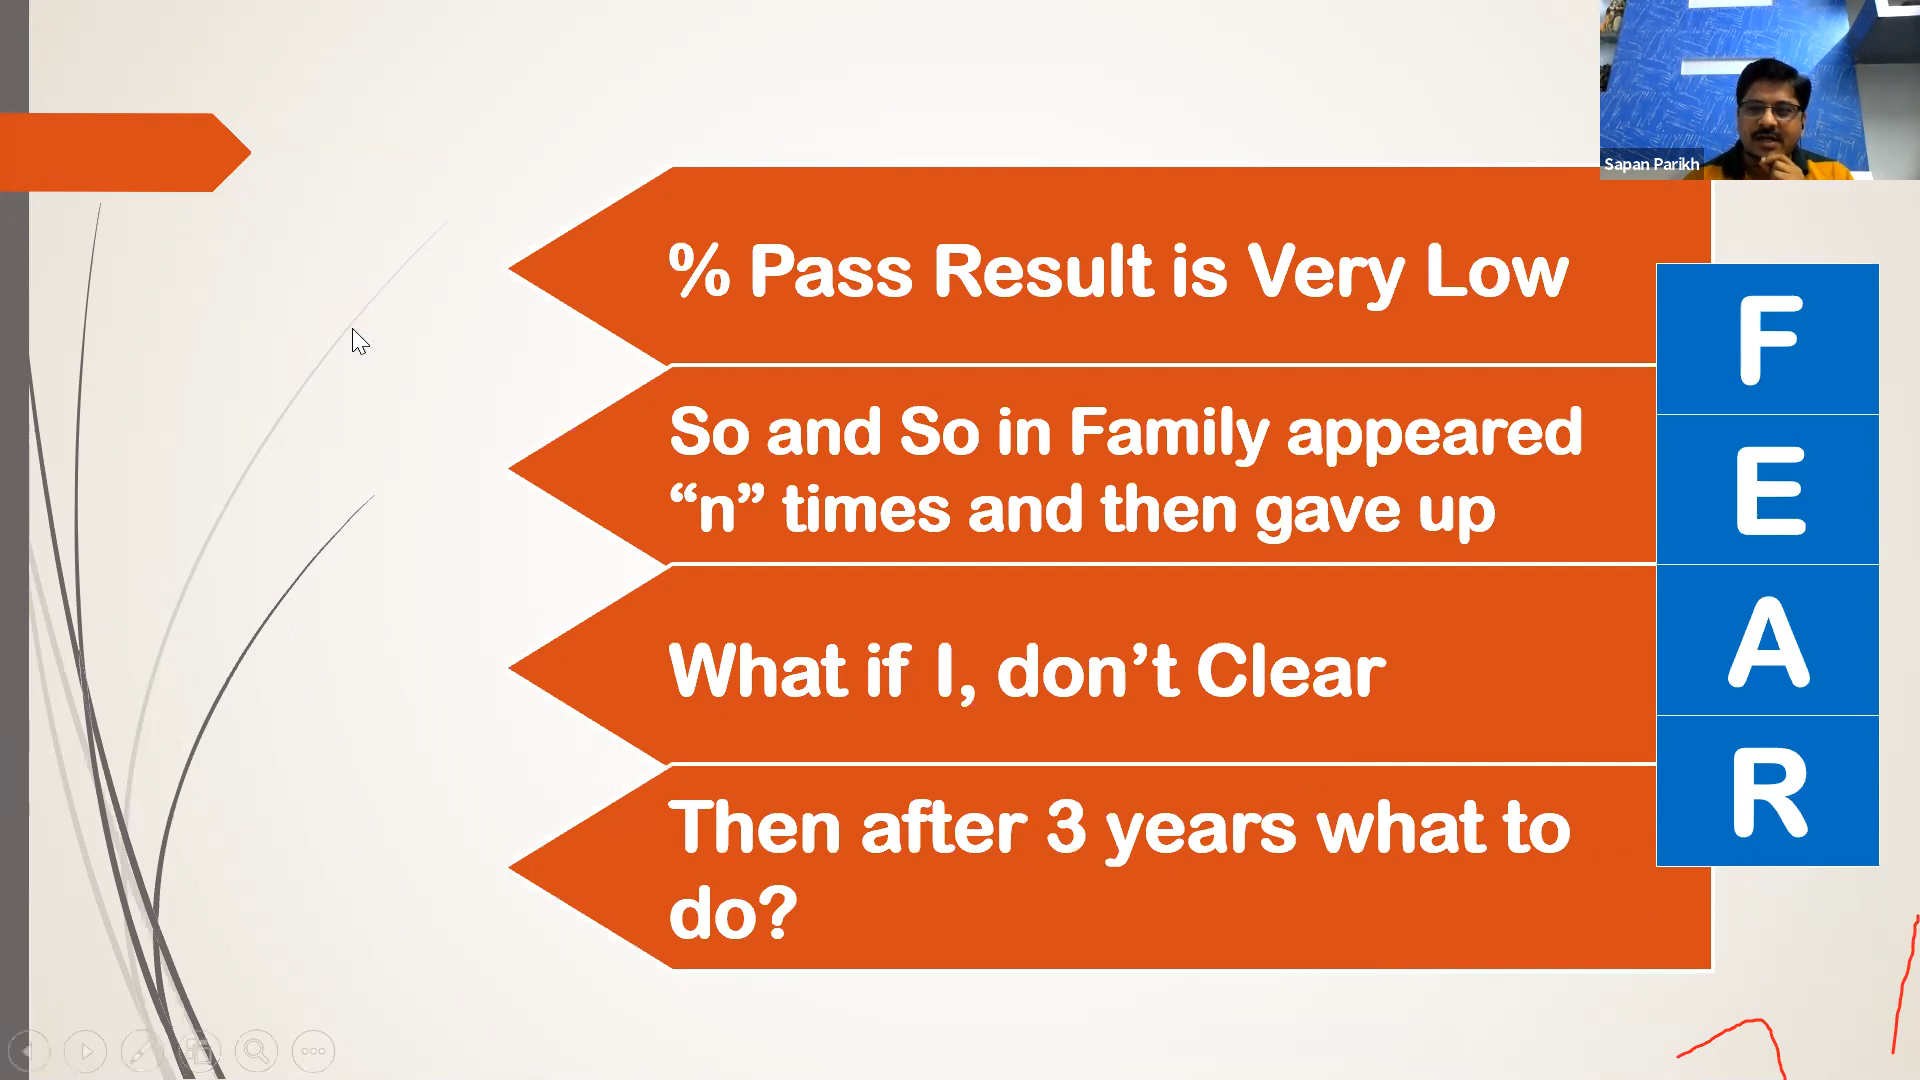 Sapan Parikh
% Pass Result is Very Low
So and So in Family appeared
“n” times and then gave up
What if I, don’t Clear
Then after 3 years what to
do?
F
E
A
R